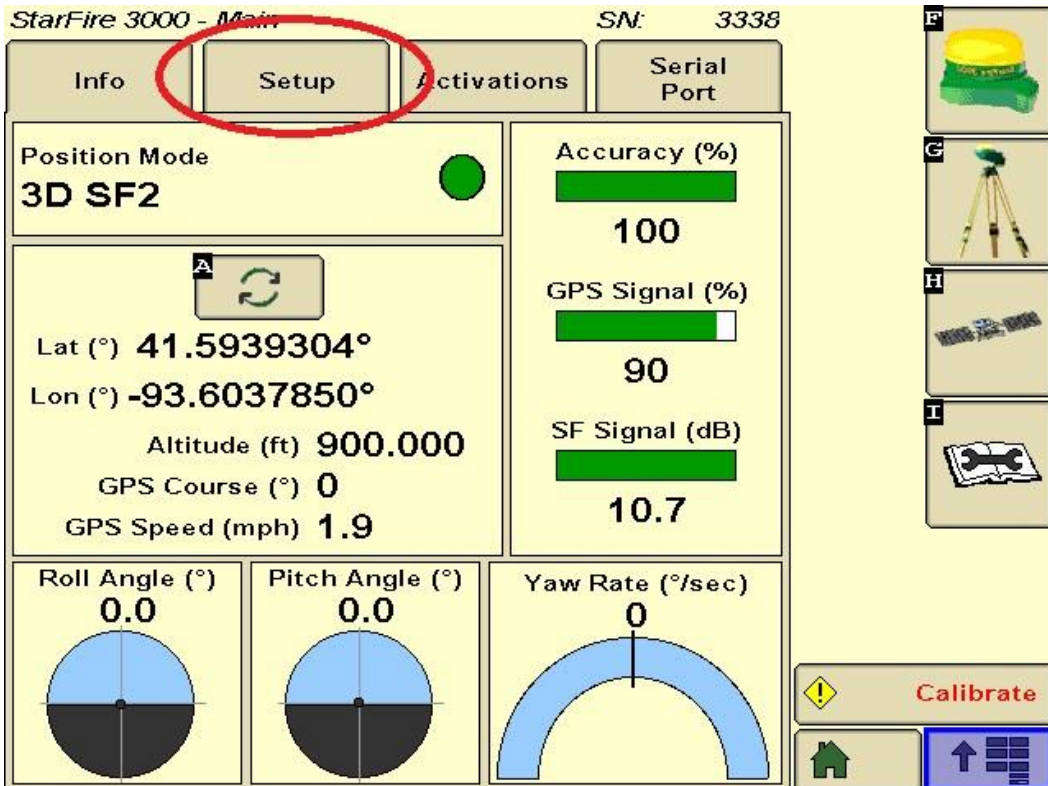 StarFire 3000 - Main SN: 3338
Info
Setup
Activations
Serial
Port
Position Mode
3D SF2
A
Lat (°) 41.5939304°
Lon (°) -93.6037850°
Altitude (ft) 900.000
GPS Course (°) 0
GPS Speed (mph) 1.9
Accuracy (%)
100
GPS Signal (%)
90
SF Signal (dB)
10.7
Roll Angle (°)
0.0
Pitch Angle (°)
0.0
Yaw Rate (°/sec)
0
F
G
H
I
Calibrate